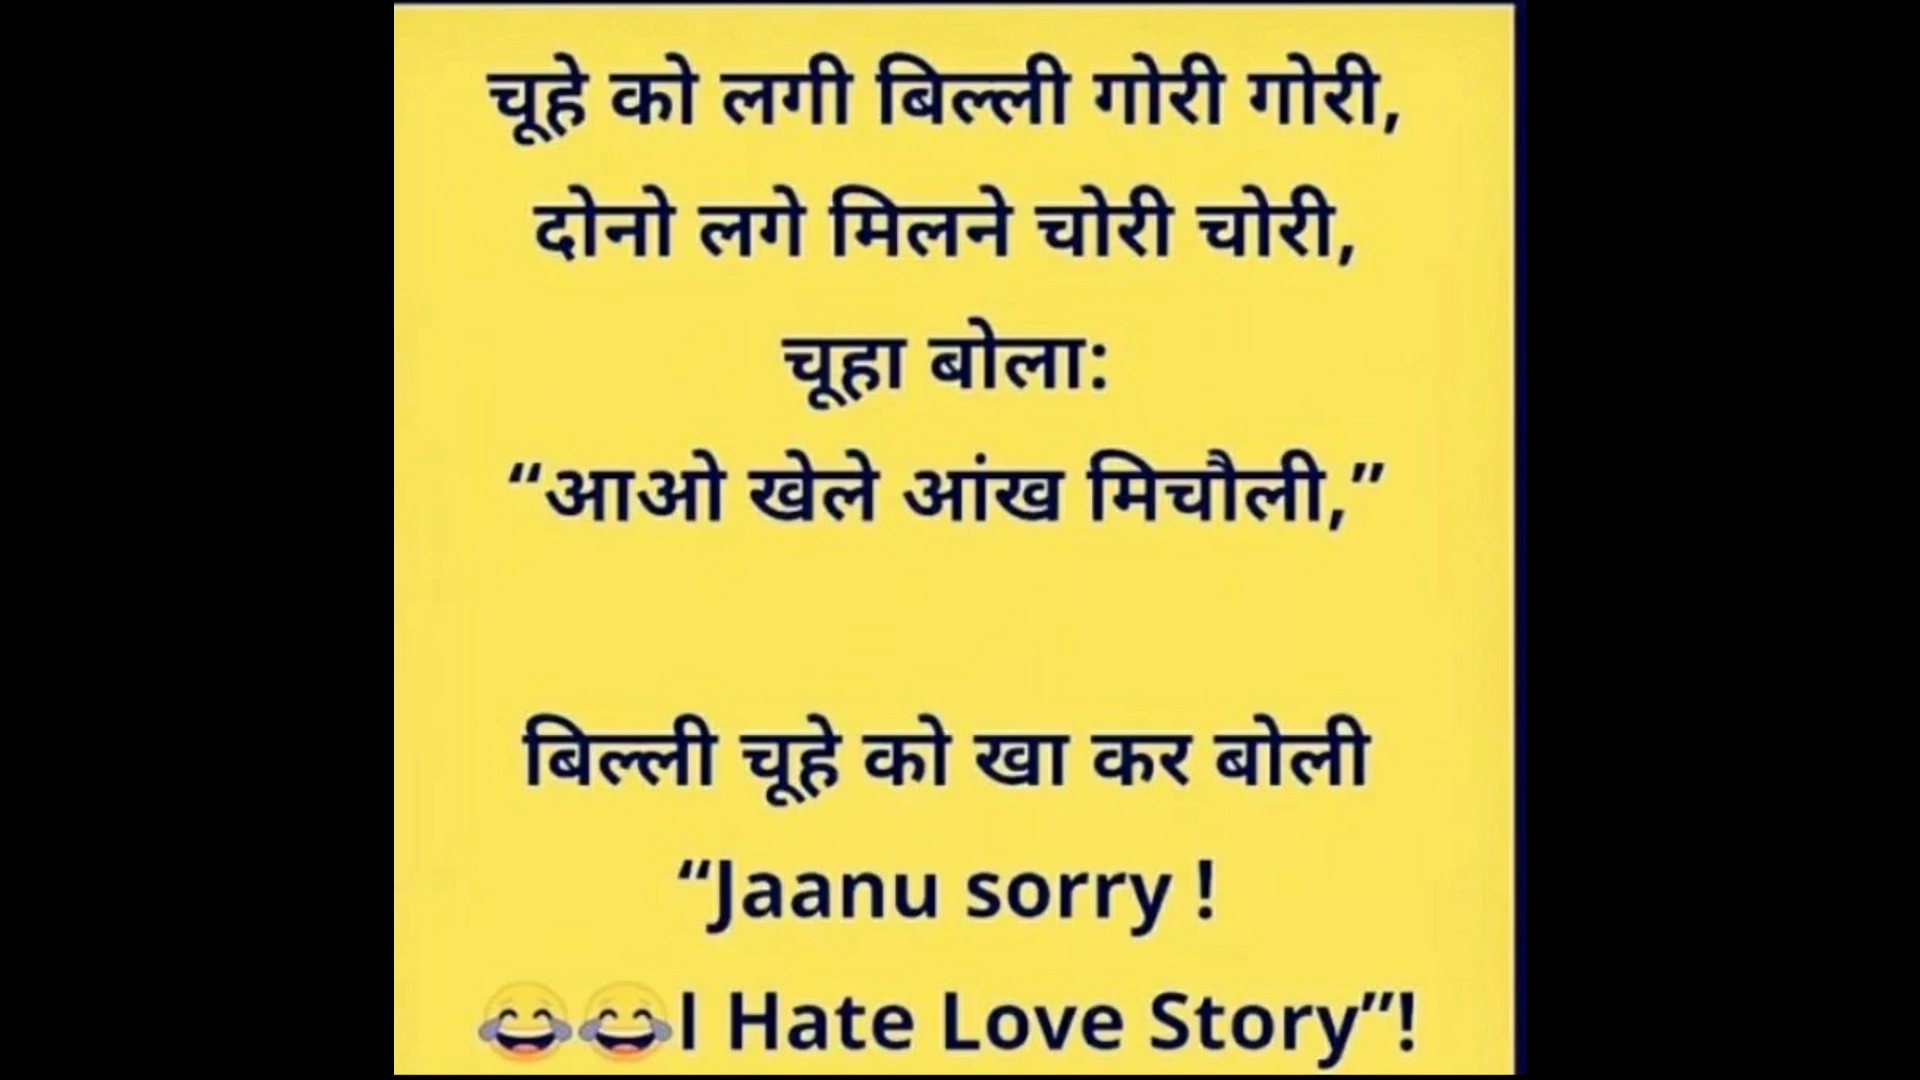 चूहे को लगी बिल्ली गोरी गोरी,
दोनो लगे मिलने चोरी चोरी,
चूहा बोला:
“आओ खेले आंख मिचौली,”
बिल्ली चूहे को खा कर बोली
“Jaanu sorry !
😂😂I Hate Love Story”!